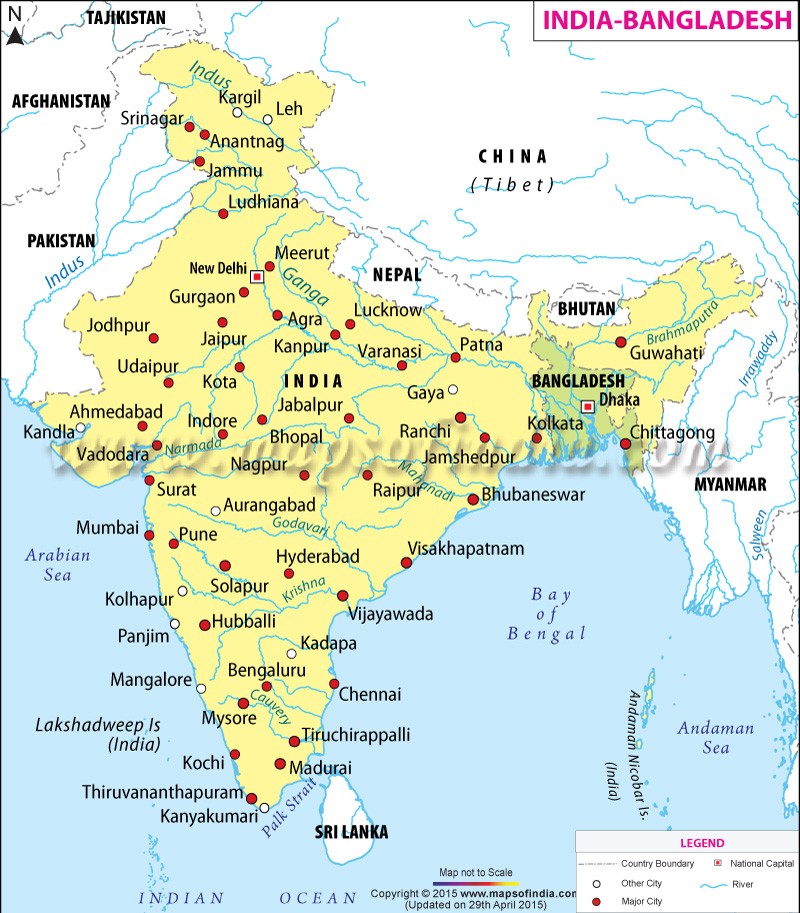 N
TAJIKISTAN
INDIA-BANGLADESH
Indus
AFGHANISTAN
Kargil
Leh
Srinagar
Anantnag
CHINA
(Tibet)
Jammu
Ludhiana
PAKISTAN
Indus
Meerut
New Delhi
NEPAL
Ganga
Gurgaon
BHUTAN
Lucknow
Brahmaputra
Jodhpur
Agra
Jaipur
Kanpur
Varanasi
Patna
Guwahati
Irrawaddy
Udaipur
Kota
INDIA
BANGLADESH
Gaya
Dhaka
Ahmedabad
Jabalpur
Kandla
Indore
Ranchi
Kolkata
Chittagong
Bhopal
Vadodara
Narmada
Jamshedpur
www.mapsofindia.com
Nagpur
Mahanadi
MYANMAR
Surat
Raipur
Bhubaneswar
Aurangabad
Godavari
Salween
Mumbai
Pune
Arabian
Sea
Hyderabad
Visakhapatnam
Solapur
Krishna
Kolhapur
Bay
of
Bengal
Vijayawada
Hubballi
Panjim
Kadapa
Bengaluru
Mangalore
Chennai
Cauvery
Mysore
Lakshadweep Is
(India)
Tiruchirappalli
Andaman Nicobar Is.
(India)
Andaman
Sea
Kochi
Madurai
Thiruvananthapuram
Kanyakumari
Palk Strait
SRI LANKA
LEGEND
Country Boundary
National Capital
Other City
River
Major City
Map not to Scale
Copyright © 2015 www.mapsofindia.com
(Updated on 29th April 2015)
INDIAN OCEAN